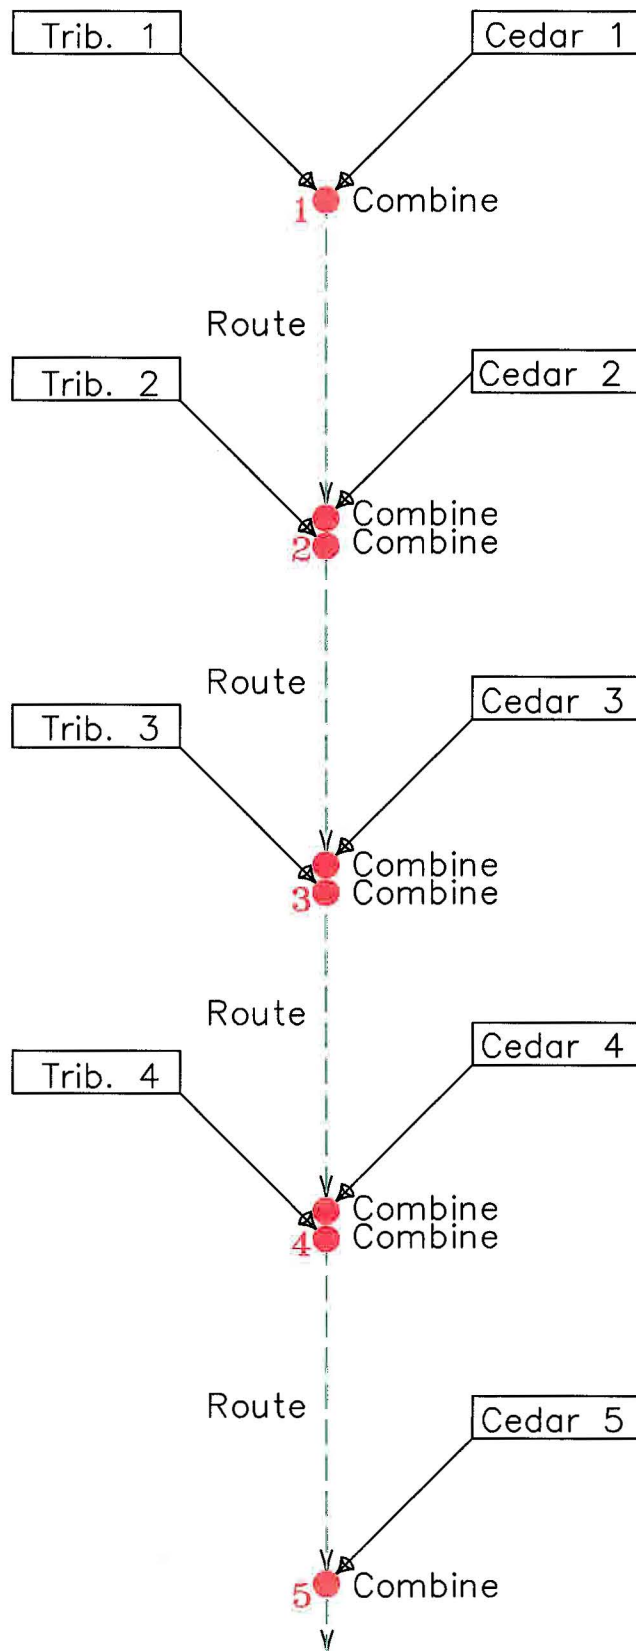 Trib. 1
Cedar 1
1
Combine
Route
Trib. 2
Cedar 2
Combine
2
Combine
Route
Trib. 3
Cedar 3
Combine
3
Combine
Route
Trib. 4
Cedar 4
Combine
4
Combine
Route
Cedar 5
5
Combine